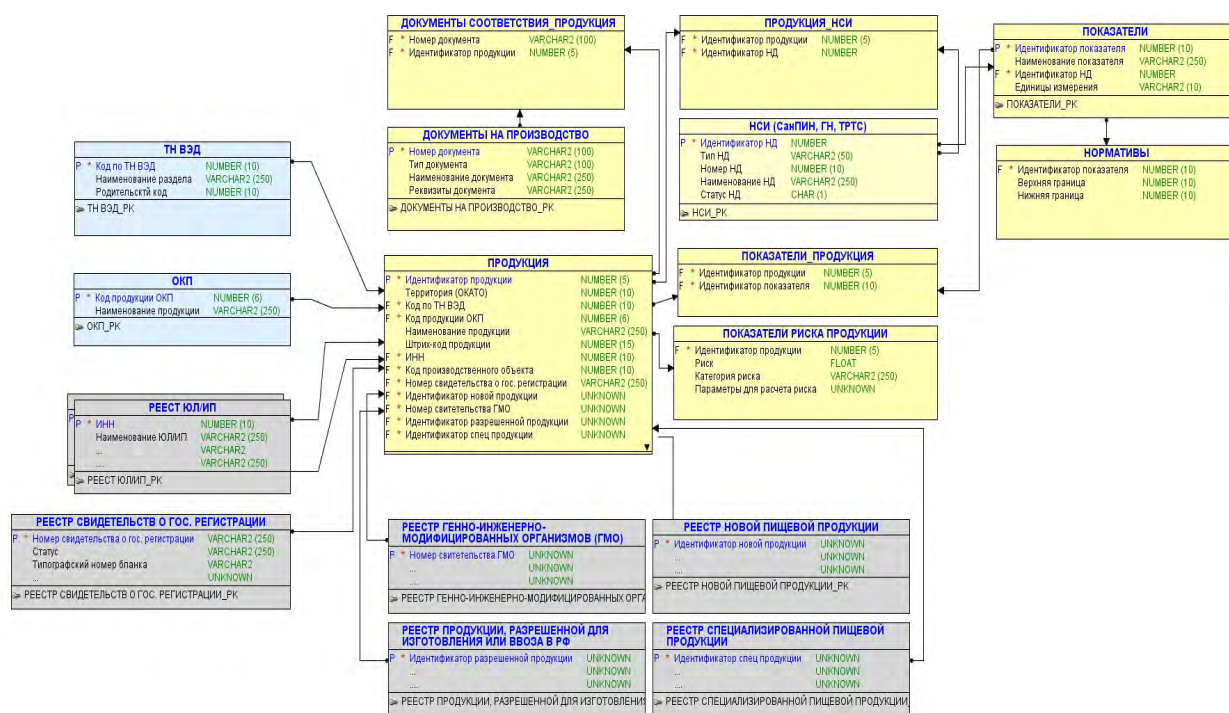 ДОКУМЕНТЫ СООТВЕТСТВИЯ_ПРОДУКЦИЯ
F * Номер документа VARCHAR2 (100)
F * Идентификатор продукции NUMBER (5)
ПРОДУКЦИЯ_НСИ
F * Идентификатор продукции NUMBER (5)
F * Идентификатор НД NUMBER
ПОКАЗАТЕЛИ
P * Идентификатор показателя NUMBER (10)
Наименование показателя VARCHAR2 (250)
F * Идентификатор НД NUMBER
Единицы измерения VARCHAR2 (10)
ПОКАЗАТЕЛИ_PK
ДОКУМЕНТЫ НА ПРОИЗВОДСТВО
P * Номер документа VARCHAR2 (100)
Тип документа VARCHAR2 (100)
Наименование документа VARCHAR2 (250)
Реквизиты документа VARCHAR2 (250)
ДОКУМЕНТЫ НА ПРОИЗВОДСТВО_PK
НСИ (СанПИН, ГН, ТРТС)
P * Идентификатор НД NUMBER
Тип НД VARCHAR2 (50)
Номер НД NUMBER (10)
Наименование НД VARCHAR2 (250)
Статус НД CHAR (1)
НСИ_PK
НОРМАТИВЫ
F * Идентификатор показателя NUMBER (10)
Верхняя граница NUMBER (10)
Нижняя граница NUMBER (10)
ТН ВЭД
P * Код по ТН ВЭД NUMBER (10)
Наименование раздела VARCHAR2 (250)
Родительсктй код NUMBER (10)
ТН ВЭД_PK
ОКП
P * Код продукции ОКП NUMBER (6)
Наименование продукции VARCHAR2 (250)
ОКП_PK
ПРОДУКЦИЯ
P * Идентификатор продукции NUMBER (5)
Территория (ОКАТО) NUMBER (10)
F * Код по ТН ВЭД NUMBER (10)
F * Код продукции ОКП NUMBER (6)
Наименование продукции VARCHAR2 (250)
Штрих-код продукции NUMBER (15)
F * ИНН NUMBER (10)
F * Код производственного объекта NUMBER (10)
F * Номер свидетельства о гос. регистрации VARCHAR2 (250)
F * Идентификатор новой продукции UNKNOWN
F * Номер свитетельства ГМО UNKNOWN
F * Идентификатор разрешенной продукции UNKNOWN
F * Идентификатор спец продукции UNKNOWN
ПОКАЗАТЕЛИ_ПРОДУКЦИЯ
F * Идентификатор продукции NUMBER (5)
F * Идентификатор показателя NUMBER (10)
ПОКАЗАТЕЛИ РИСКА ПРОДУКЦИИ
F * Идентификатор продукции NUMBER (5)
Риск FLOAT
Категория риска VARCHAR2 (250)
Параметры для расчета риска UNKNOWN
РЕЕСТ ЮЛ/ИП
P
P * ИНН NUMBER (10)
Наименование ЮЛ/ИП VARCHAR2 (250)
... VARCHAR2
.... VARCHAR2 (250)
РЕЕСТ ЮЛ/ИП_PK
РЕЕСТР СВИДЕТЕЛЬСТВ О ГОС. РЕГИСТРАЦИИ
P * Номер свидетельства о гос. регистрации VARCHAR2 (250)
Статус VARCHAR2 (250)
Типографский номер бланка VARCHAR2
... UNKNOWN
РЕЕСТР СВИДЕТЕЛЬСТВ О ГОС. РЕГИСТРАЦИИ_PK
РЕЕСТР ГЕННО-ИНЖЕНЕРНО-
МОДИФИЦИРОВАННЫХ ОРГАНИЗМОВ (ГМО)
P * Номер свитетельства ГМО UNKNOWN
... UNKNOWN
.... UNKNOWN
РЕЕСТР ГЕННО-ИНЖЕНЕРНО-МОДИФИЦИРОВАННЫХ ОРГА
РЕЕСТР НОВОЙ ПИЩЕВОЙ ПРОДУКЦИИ
P * Идентификатор новой продукции UNKNOWN
... UNKNOWN
.... UNKNOWN
РЕЕСТР НОВОЙ ПИЩЕВОЙ ПРОДУКЦИИ_PK
РЕЕСТР ПРОДУКЦИИ, РАЗРЕШЕННОЙ ДЛЯ
ИЗГОТОВЛЕНИЯ ИЛИ ВВОЗА В РФ
P * Идентификатор разрешенной продукции UNKNOWN
... UNKNOWN
.... UNKNOWN
РЕЕСТР ПРОДУКЦИИ, РАЗРЕШЕННОЙ ДЛЯ ИЗГОТОВЛЕНИ
РЕЕСТР СПЕЦИАЛИЗИРОВАННОЙ ПИЩЕВОЙ
ПРОДУКЦИИ
P * Идентификатор спец продукции UNKNOWN
... UNKNOWN
.... UNKNOWN
РЕЕСТР СПЕЦИАЛИЗИРОВАННОЙ ПИЩЕВОЙ ПРОДУКЦИИ_